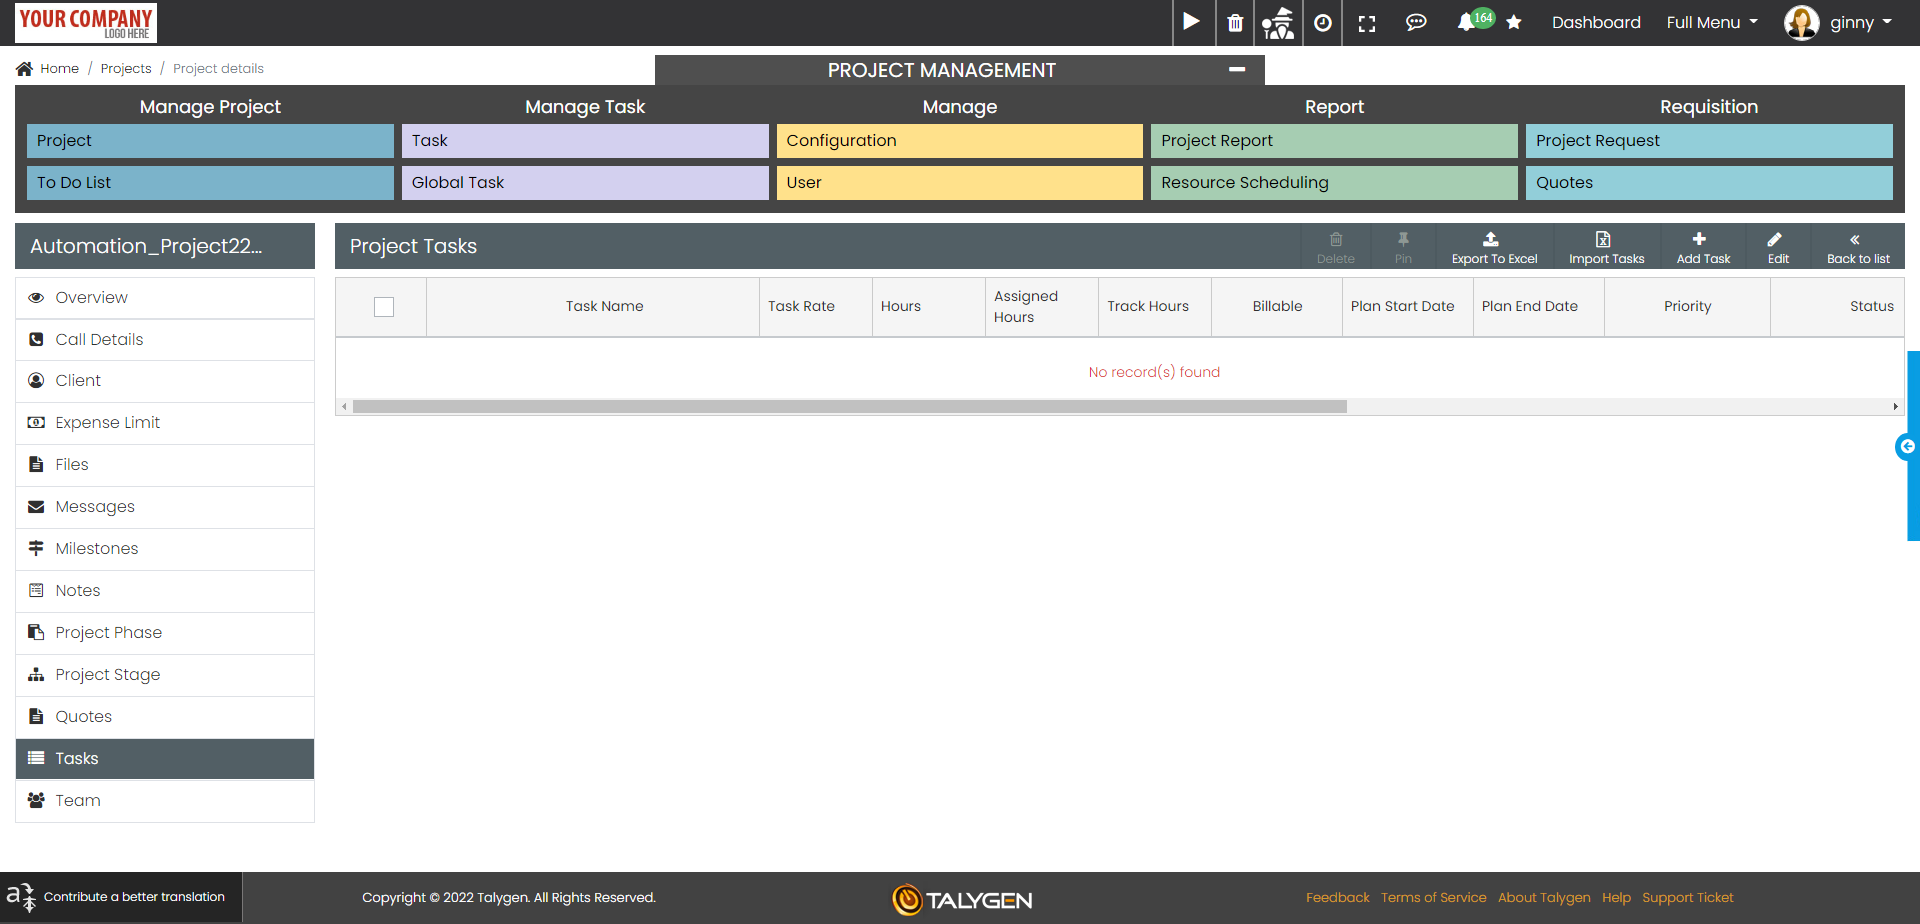 YOUR COMPANY
LOGO HERE
164
Dashboard
Full Menu
ginny
Home / Projects / Project details
PROJECT MANAGEMENT
Manage Project
Manage Task
Manage
Report
Requisition
Project
Task
Configuration
Project Report
Project Request
To Do List
Global Task
User
Resource Scheduling
Quotes
Automation_Project22...
Project Tasks
Delete
Pin
Export To Excel
Import Tasks
Add Task
Edit
Back to list
Overview
Call Details
Client
Expense Limit
Files
Messages
Milestones
Notes
Project Phase
Project Stage
Quotes
Tasks
Team
Task Name
Task Rate
Hours
Assigned
Hours
Track Hours
Billable
Plan Start Date
Plan End Date
Priority
Status
No record(s) found
Contribute a better translation
Copyright © 2022 Talygen. All Rights Reserved.
TALYGEN
Feedback
Terms of Service
About Talygen
Help
Support Ticket